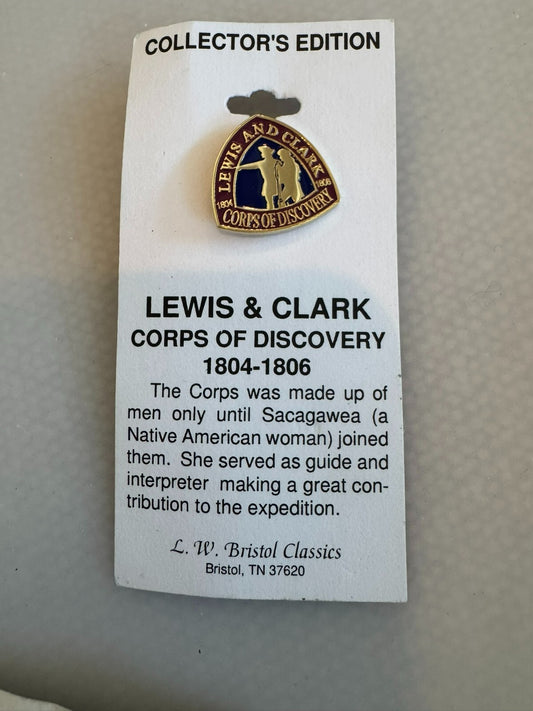 COLLECTOR'S EDITION
LEWIS AND CLARK
1804 1806
CORPS OF DISCOVERY
LEWIS & CLARK
CORPS OF DISCOVERY
1804-1806
The Corps was made up of
men only until Sacagawea (a
Native American woman) joined
them. She served as guide and
interpreter making a great con-
tribution to the expedition.
L. W. Bristol Classics
Bristol, TN 37620